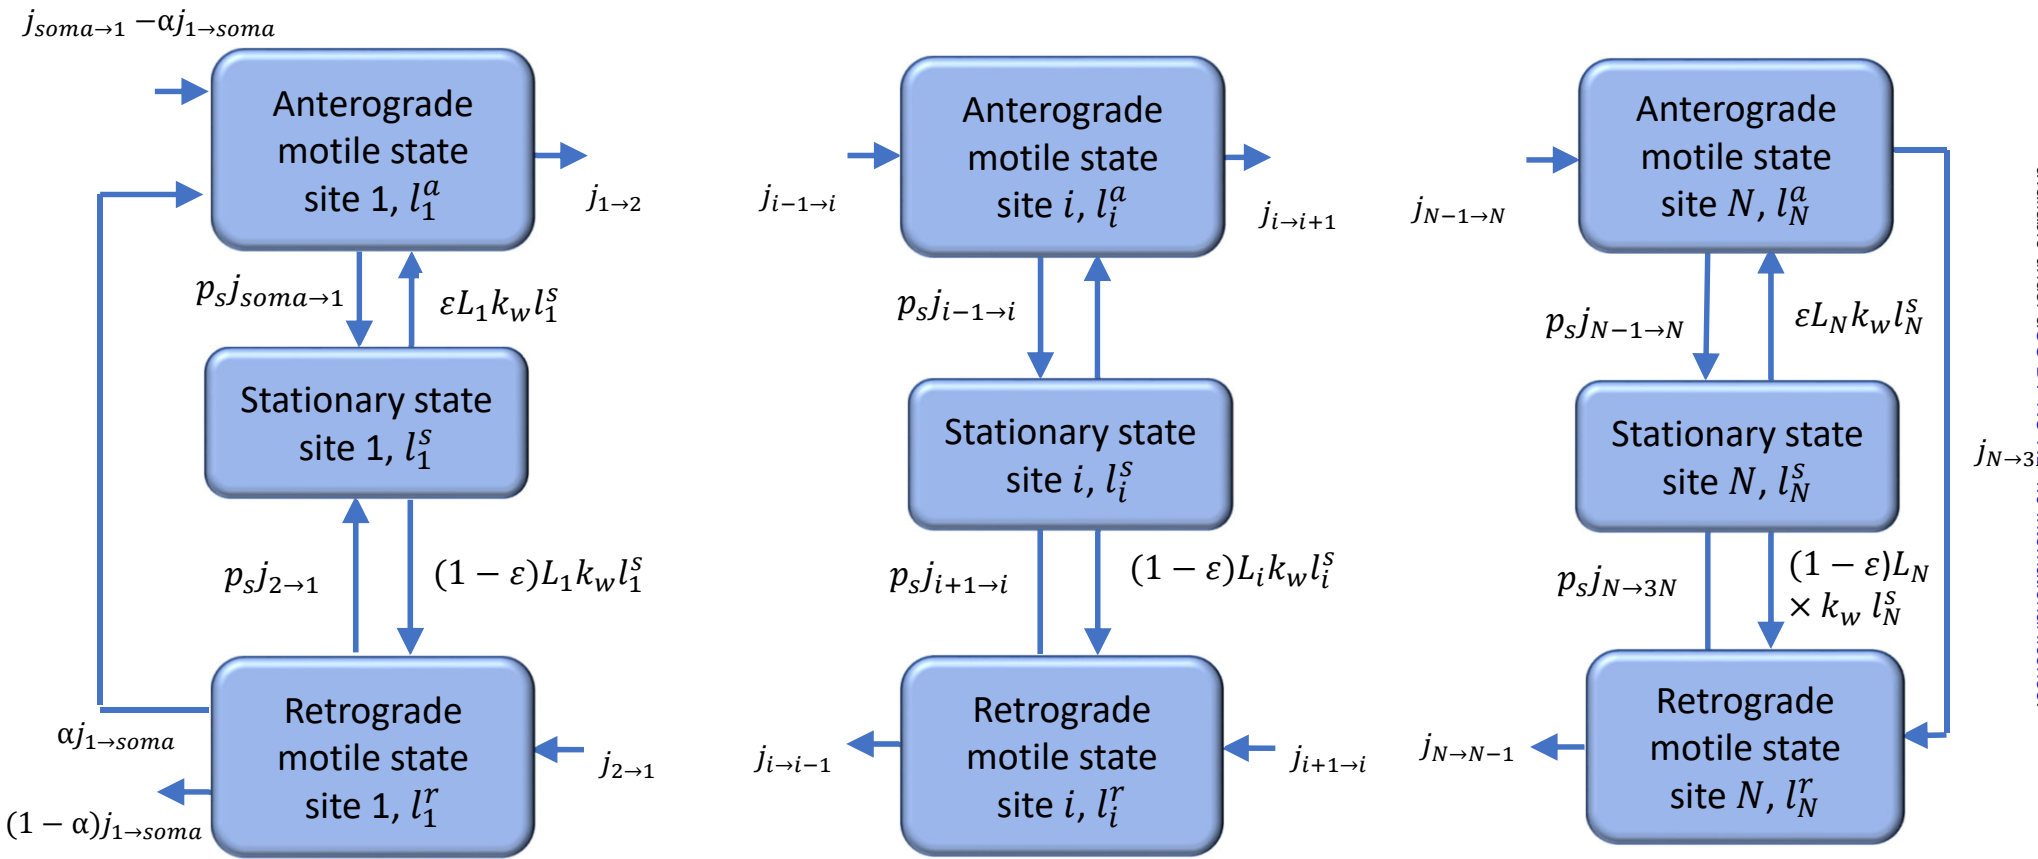 j_{soma→1} −αj_{1→soma}
Anterograde
motile state
site 1, l_1^a
j_{1→2}
p_s j_{soma→1}
εL_1 k_w l_1^s
Stationary state
site 1, l_1^s
p_s j_{2→1}
(1 − ε)L_1 k_w l_1^s
Retrograde
motile state
site 1, l_1^r
αj_{1→soma}
(1 − α)j_{1→soma}
j_{2→1}
Anterograde
motile state
site i, l_i^a
j_{i−1→i}
j_{i→i+1}
p_s j_{i−1→i}
Stationary state
site i, l_i^s
p_s j_{i+1→i}
(1 − ε)L_i k_w l_i^s
Retrograde
motile state
site i, l_i^r
j_{i→i−1}
j_{i+1→i}
Anterograde
motile state
site N, l_N^a
j_{N−1→N}
p_s j_{N−1→N}
εL_N k_w l_N^s
Stationary state
site N, l_N^s
p_s j_{N→3N}
(1 − ε)L_N
× k_w l_N^s
Retrograde
motile state
site N, l_N^r
j_{N→N−1}